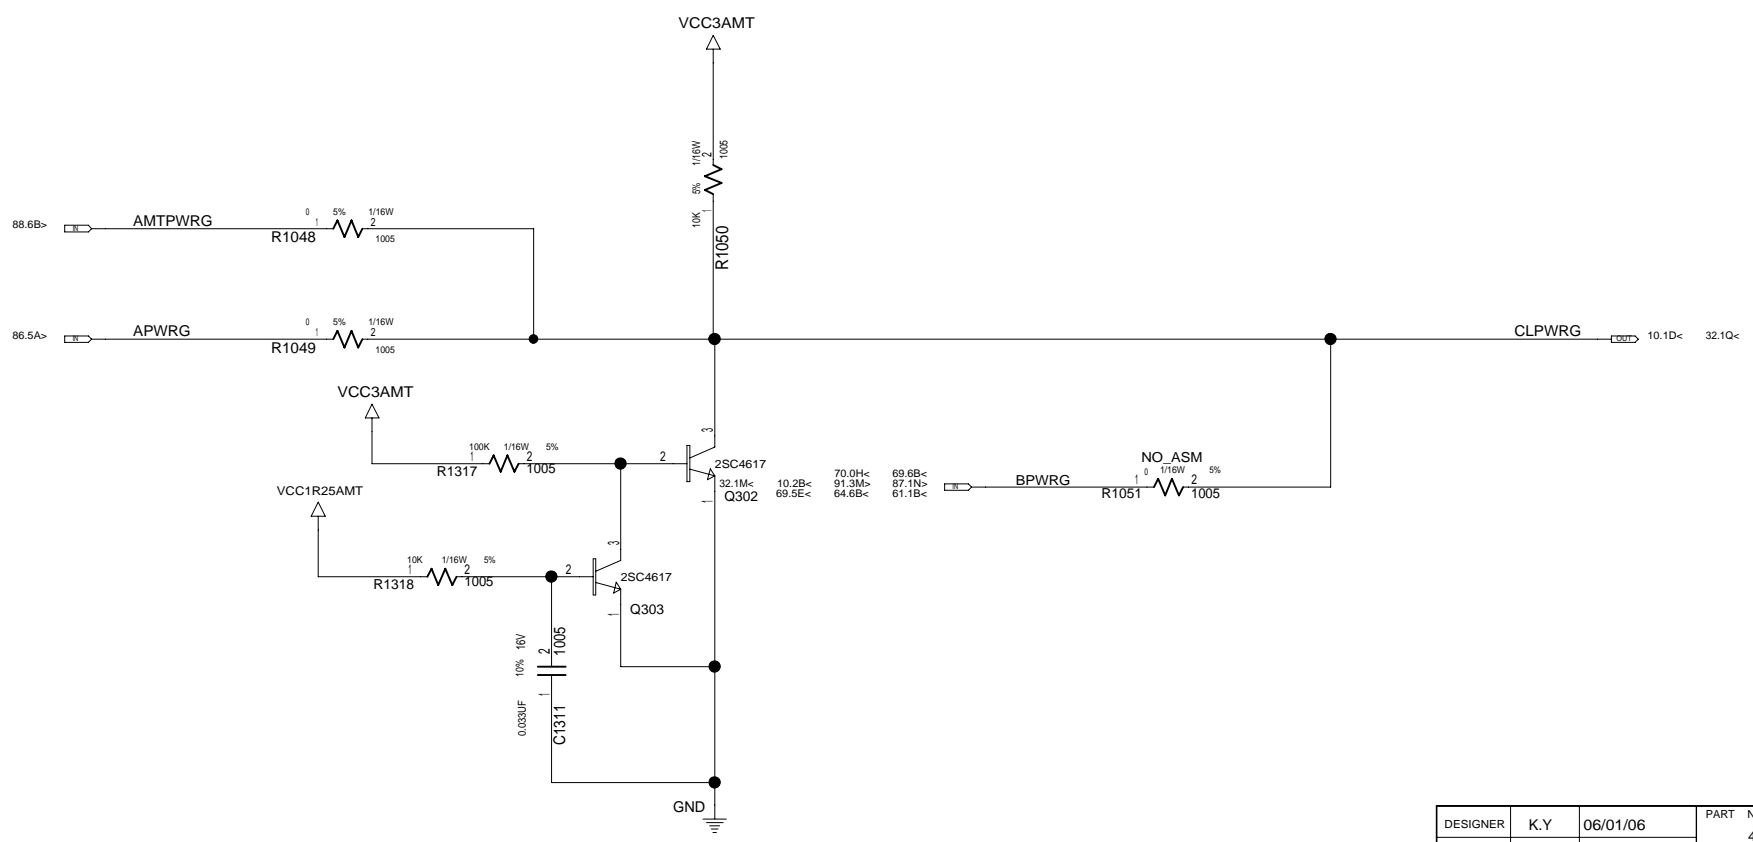 VCC3AMT
1/16W
1005
2
5%
10K
1
R1050
88.6B>
IN
AMTPWRG
0 5% 1/16W
1 2
R1048
1005
86.5A>
IN
APWRG
0 5% 1/16W
1 2
R1049
1005
CLPWRG
OUT
10.1D< 32.1Q<
VCC3AMT
100K 1/16W 5%
1 2
R1317
1005
2
3
2SC4617
1
Q302
70.0H< 69.6B<
32.1M< 10.2B< 91.3M> 87.1N>
69.5E< 64.6B< 61.1B<
IN
BPWRG
NO_ASM
0 1/16W 5%
1 2
R1051
1005
VCC1R25AMT
10K 1/16W 5%
1 2
R1318
1005
2
3
2SC4617
1
Q303
16V
10%
2
1005
1
0.033UF
C1311
GND
DESIGNER K.Y 06/01/06
PART N
4